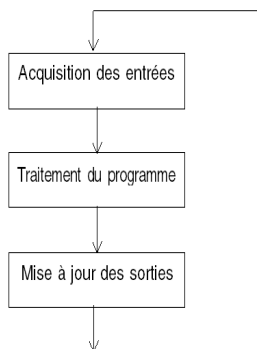 Acquisition des entrées
Traitement du programme
Mise à jour des sorties